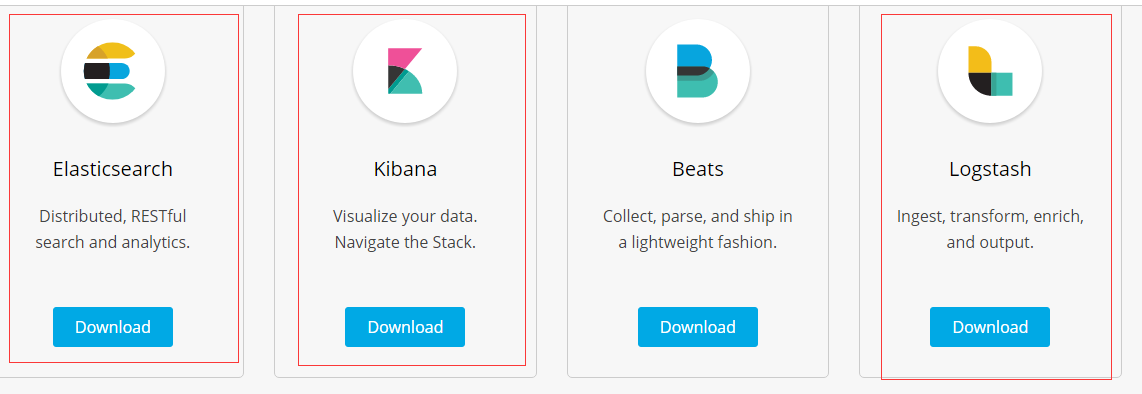 Elasticsearch
Distributed, RESTful
search and analytics.
Download
Kibana
Visualize your data.
Navigate the Stack.
Download
Beats
Collect, parse, and ship in
a lightweight fashion.
Download
Logstash
Ingest, transform, enrich,
and output.
Download